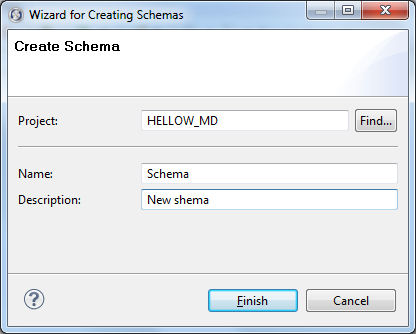 Wizard for Creating Schemas
Create Schema
Project: HELLOW_MD Find...
Name: Schema
Description: New shema
? Finish Cancel